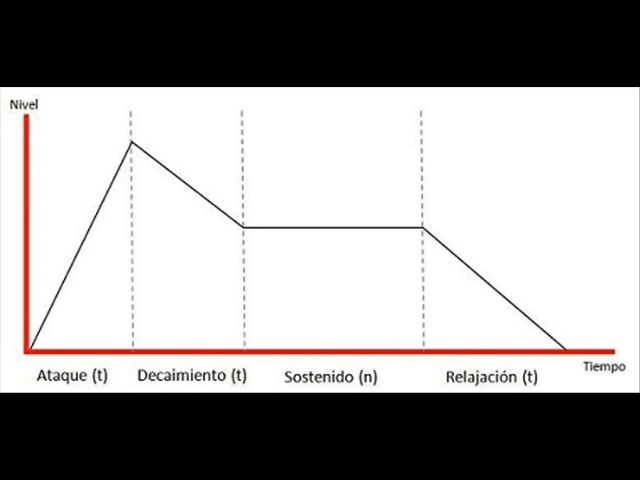 Nivel
Tiempo
Ataque (t)
Decaimiento (t)
Sostenido (n)
Relajación (t)